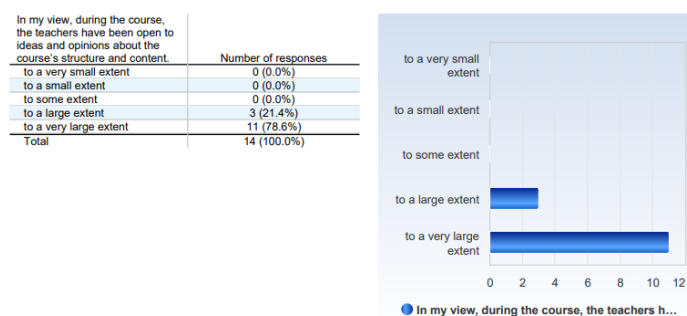 In my view, during the course,
the teachers have been open to
ideas and opinions about the
course's structure and content. Number of responses
to a very small extent 0 (0.0%)
to a small extent 0 (0.0%)
to some extent 0 (0.0%)
to a large extent 3 (21.4%)
to a very large extent 11 (78.6%)
Total 14 (100.0%)
to a very small
extent
to a small extent
to some extent
to a large extent
to a very large
extent
0 2 4 6 8 10 12
In my view, during the course, the teachers h...